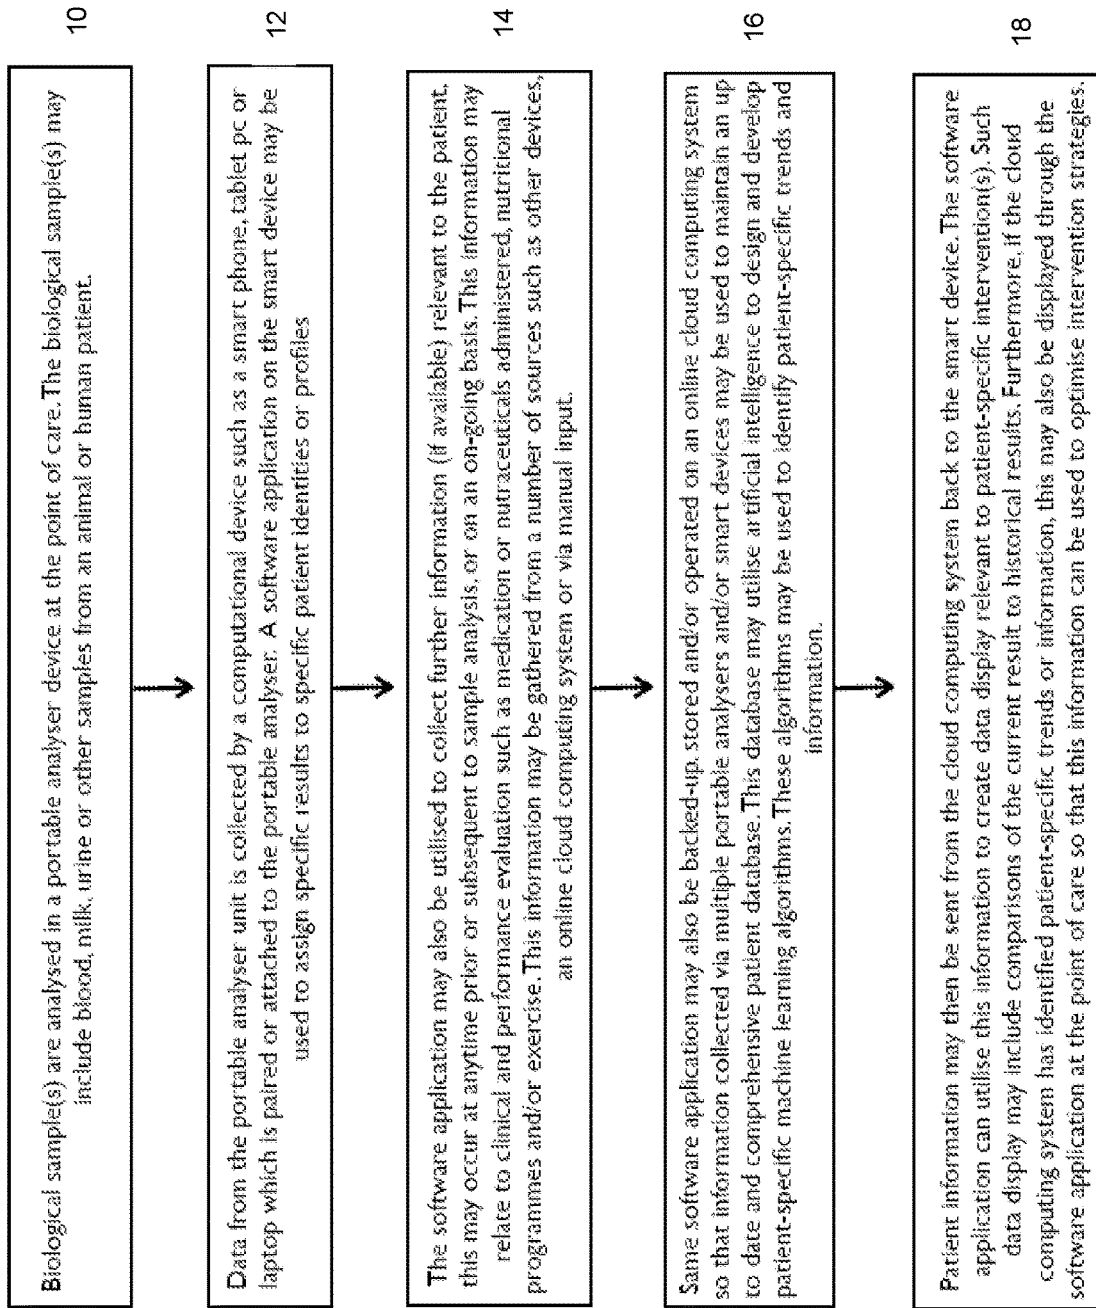 Biological sample(s) are analysed in a portable analyser device at the point of care. The biological sample(s) may
include blood, milk, urine or other samples from an animal or human patient.
10
Data from the portable analyser unit is collected by a computational device such as a smart phone, tablet pc or
laptop which is paired or attached to the portable analyser. A software application on the smart device may be
used to assign specific results to specific patient identities or profiles
12
The software application may also be utilised to collect further information (if available) relevant to the patient,
this may occur at anytime prior or subsequent to sample analysis, or on an on-going basis. This information may
relate to clinical and performance evaluation such as medication or nutraceuticals administered, nutritional
programmes and/or exercise. This information may be gathered from a number of sources such as other devices,
an online cloud computing system or via manual input.
14
Same software application may also be backed-up, stored and/or operated on an online cloud computing system
so that information collected via multiple portable analysers and/or smart devices may be used to maintain an up
to date and comprehensive patient database. This database may utilise artificial intelligence to design and develop
patient-specific machine learning algorithms. These algorithms may be used to identify patient-specific trends and
information.
16
Patient information may then be sent from the cloud computing system back to the smart device. The software
application can utilise this information to create data display relevant to patient-specific intervention(s). Such
data display may include comparisons of the current result to historical results. Furthermore, if the cloud
computing system has identified patient-specific trends or information, this may also be displayed through the
software application at the point of care so that this information can be used to optimise intervention strategies.
18